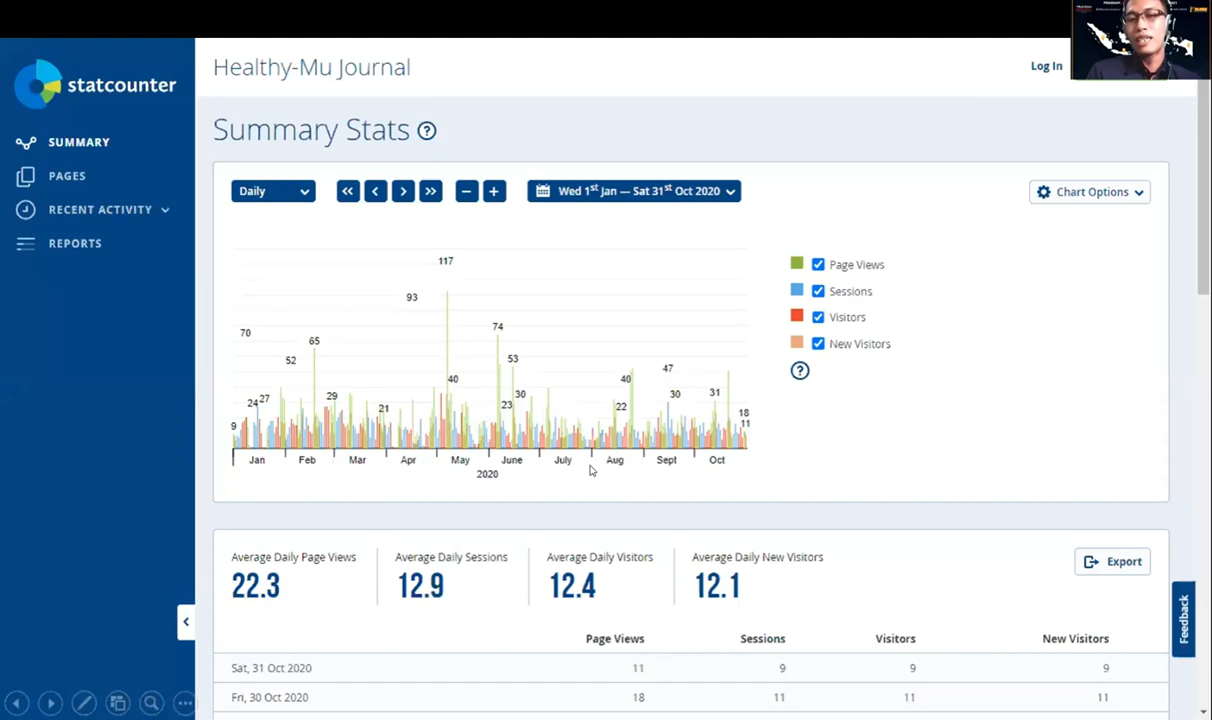 statcounter
Healthy-Mu Journal
Log In
SUMMARY
PAGES
RECENT ACTIVITY
REPORTS
Summary Stats ?
Daily
Wed 1st Jan — Sat 31st Oct 2020
Chart Options
117
93
70
74
65
52
53
47
40
40
29
24 27
21
23
30
22
30
31
18
11
9
Jan Feb Mar Apr May June July Aug Sept Oct
2020
Page Views
Sessions
Visitors
New Visitors
?
Average Daily Page Views
22.3
Average Daily Sessions
12.9
Average Daily Visitors
12.4
Average Daily New Visitors
12.1
Export
Feedback
Page Views Sessions Visitors New Visitors
Sat, 31 Oct 2020 11 9 9 9
Fri, 30 Oct 2020 18 11 11 11